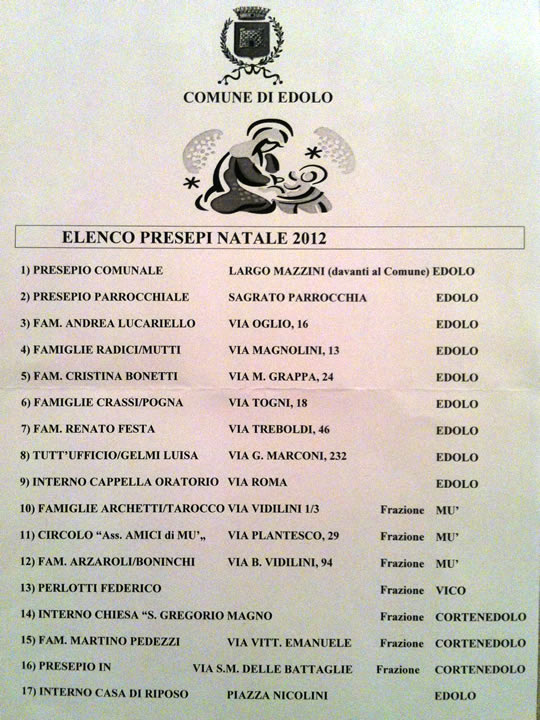 COMUNE DI EDOLO
ELENCO PRESEPI NATALE 2012
1) PRESEPIO COMUNALE LARGO MAZZINI (davanti al Comune) EDOLO
2) PRESEPIO PARROCCHIALE SAGRATO PARROCCHIA EDOLO
3) FAM. ANDREA LUCARIELLO VIA OGLIO, 16 EDOLO
4) FAMIGLIE RADICI/MUTTI VIA MAGNOLINI, 13 EDOLO
5) FAM. CRISTINA BONETTI VIA M. GRAPPA, 24 EDOLO
6) FAMIGLIE CRASSI/POGNA VIA TOGNI, 18 EDOLO
7) FAM. RENATO FESTA VIA TREBOLDI, 46 EDOLO
8) TUTT'UFFICIO/GELMI LUISA VIA G. MARCONI, 232 EDOLO
9) INTERNO CAPPELLA ORATORIO VIA ROMA EDOLO
10) FAMIGLIE ARCHETTI/TAROCCO VIA VIDILINI 1/3 Frazione MU'
11) CIRCOLO “Ass. AMICI di MU'„ VIA PLANTESCO, 29 Frazione MU'
12) FAM. ARZAROLI/BONINCHI VIA B. VIDILINI, 94 Frazione MU'
13) PERLOTTI FEDERICO Frazione VICO
14) INTERNO CHIESA “S. GREGORIO MAGNO Frazione CORTENEDOLO
15) FAM. MARTINO PEDEZZI VIA VITT. EMANUELE Frazione CORTENEDOLO
16) PRESEPIO IN VIA S.M. DELLE BATTAGLIE Frazione CORTENEDOLO
17) INTERNO CASA DI RIPOSO PIAZZA NICOLINI EDOLO